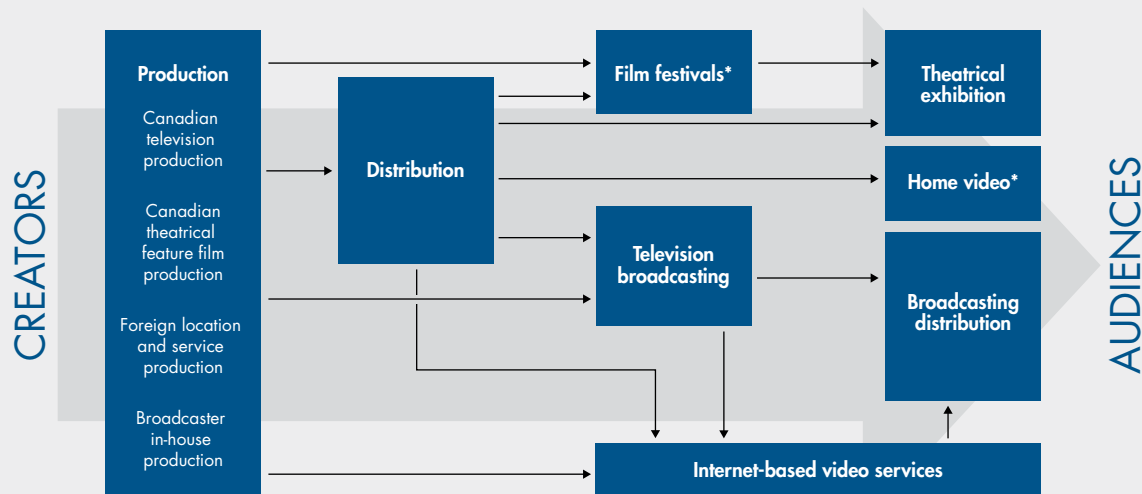 CREATORS
Production
Canadian
television
production
Canadian
theatrical
feature film
production
Foreign location
and service
production
Broadcaster
in-house
production
Distribution
Film festivals*
Television
broadcasting
Internet-based video services
Theatrical
exhibition
Home video*
Broadcasting
distribution
AUDIENCES